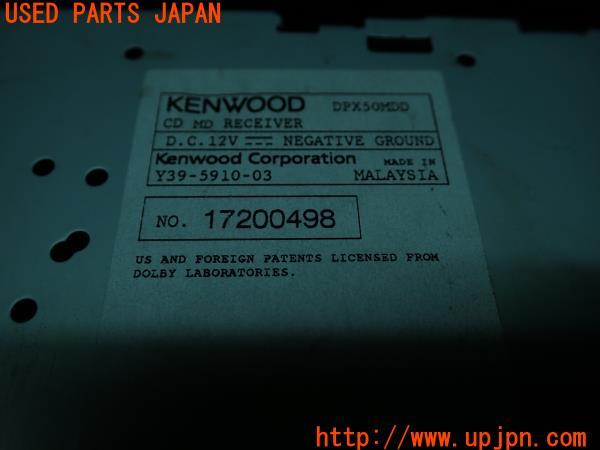 USED PARTS JAPAN
KENWOOD DPX50MDD
CD MD RECEIVER
D.C.12V NEGATIVE GROUND
Kenwood Corporation MADE IN
Y39-5910-03 MALAYSIA
NO. 17200498
US AND FOREIGN PATENTS LICENSED FROM
DOLBY LABORATORIES.
http://www.upjpn.com